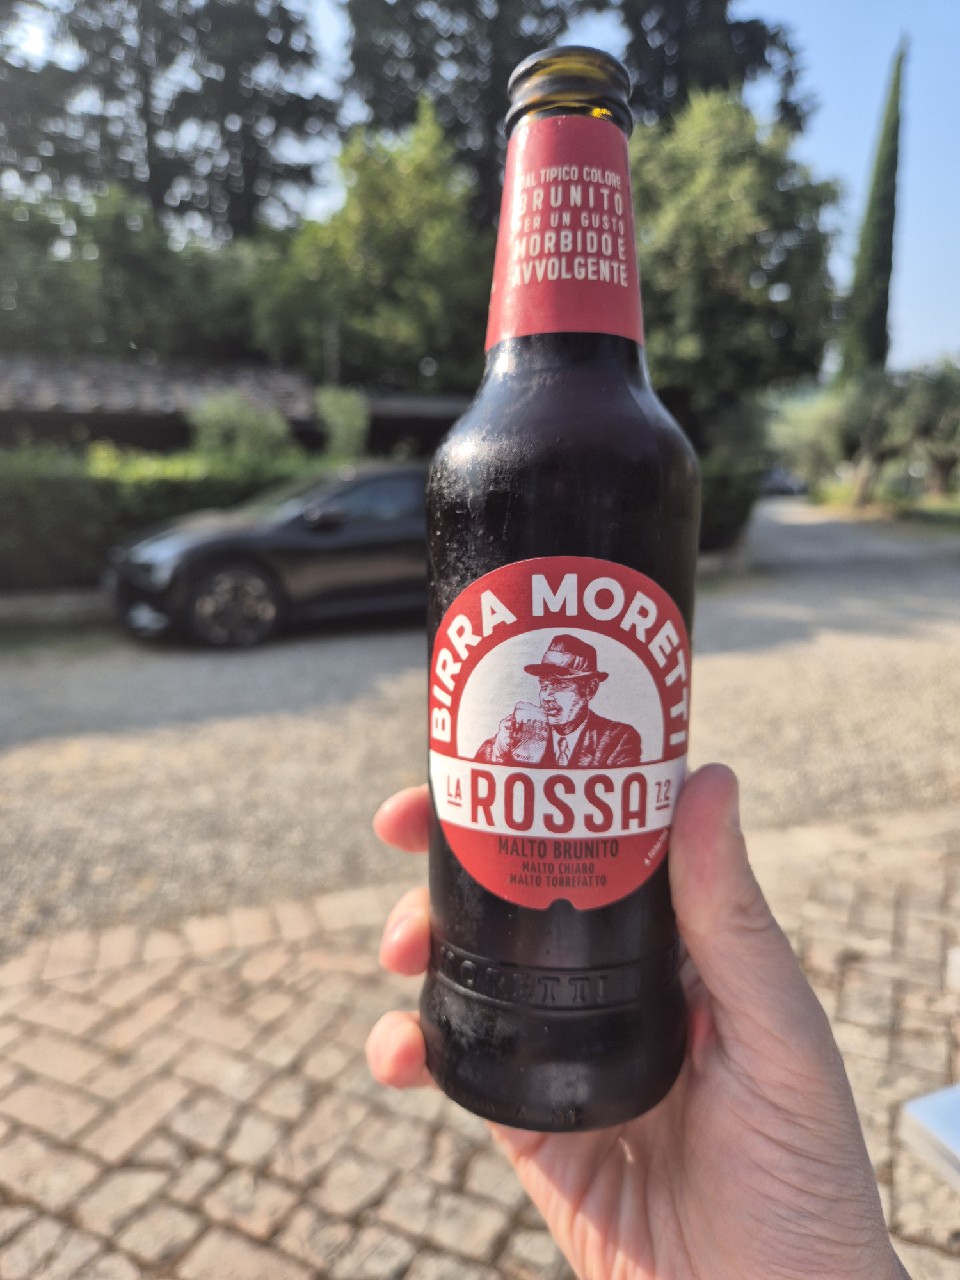 DAL TIPICO COLORE
BRUNITO
PER UN GUSTO
MORBIDO E
AVVOLGENTE
BIRRA MORETTI
LA ROSSA 7.2
MALTO BRUNITO
MALTO CHIARO
MALTO TORREFATTO
MORETTI